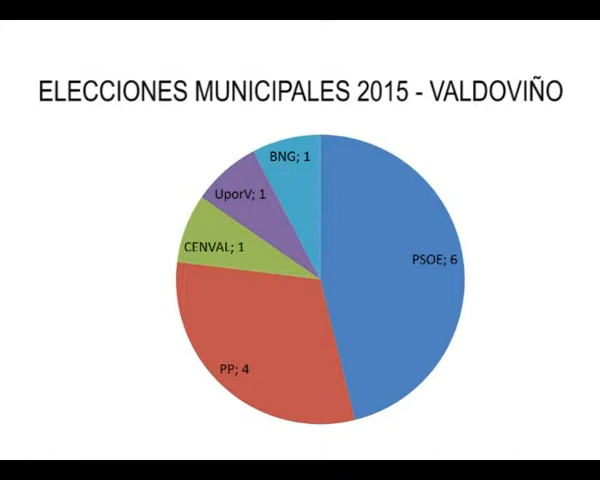 ELECCIONES MUNICIPALES 2015 - VALDOVIÑO
BNG; 1
UporV; 1
CENVAL; 1
PSOE; 6
PP; 4